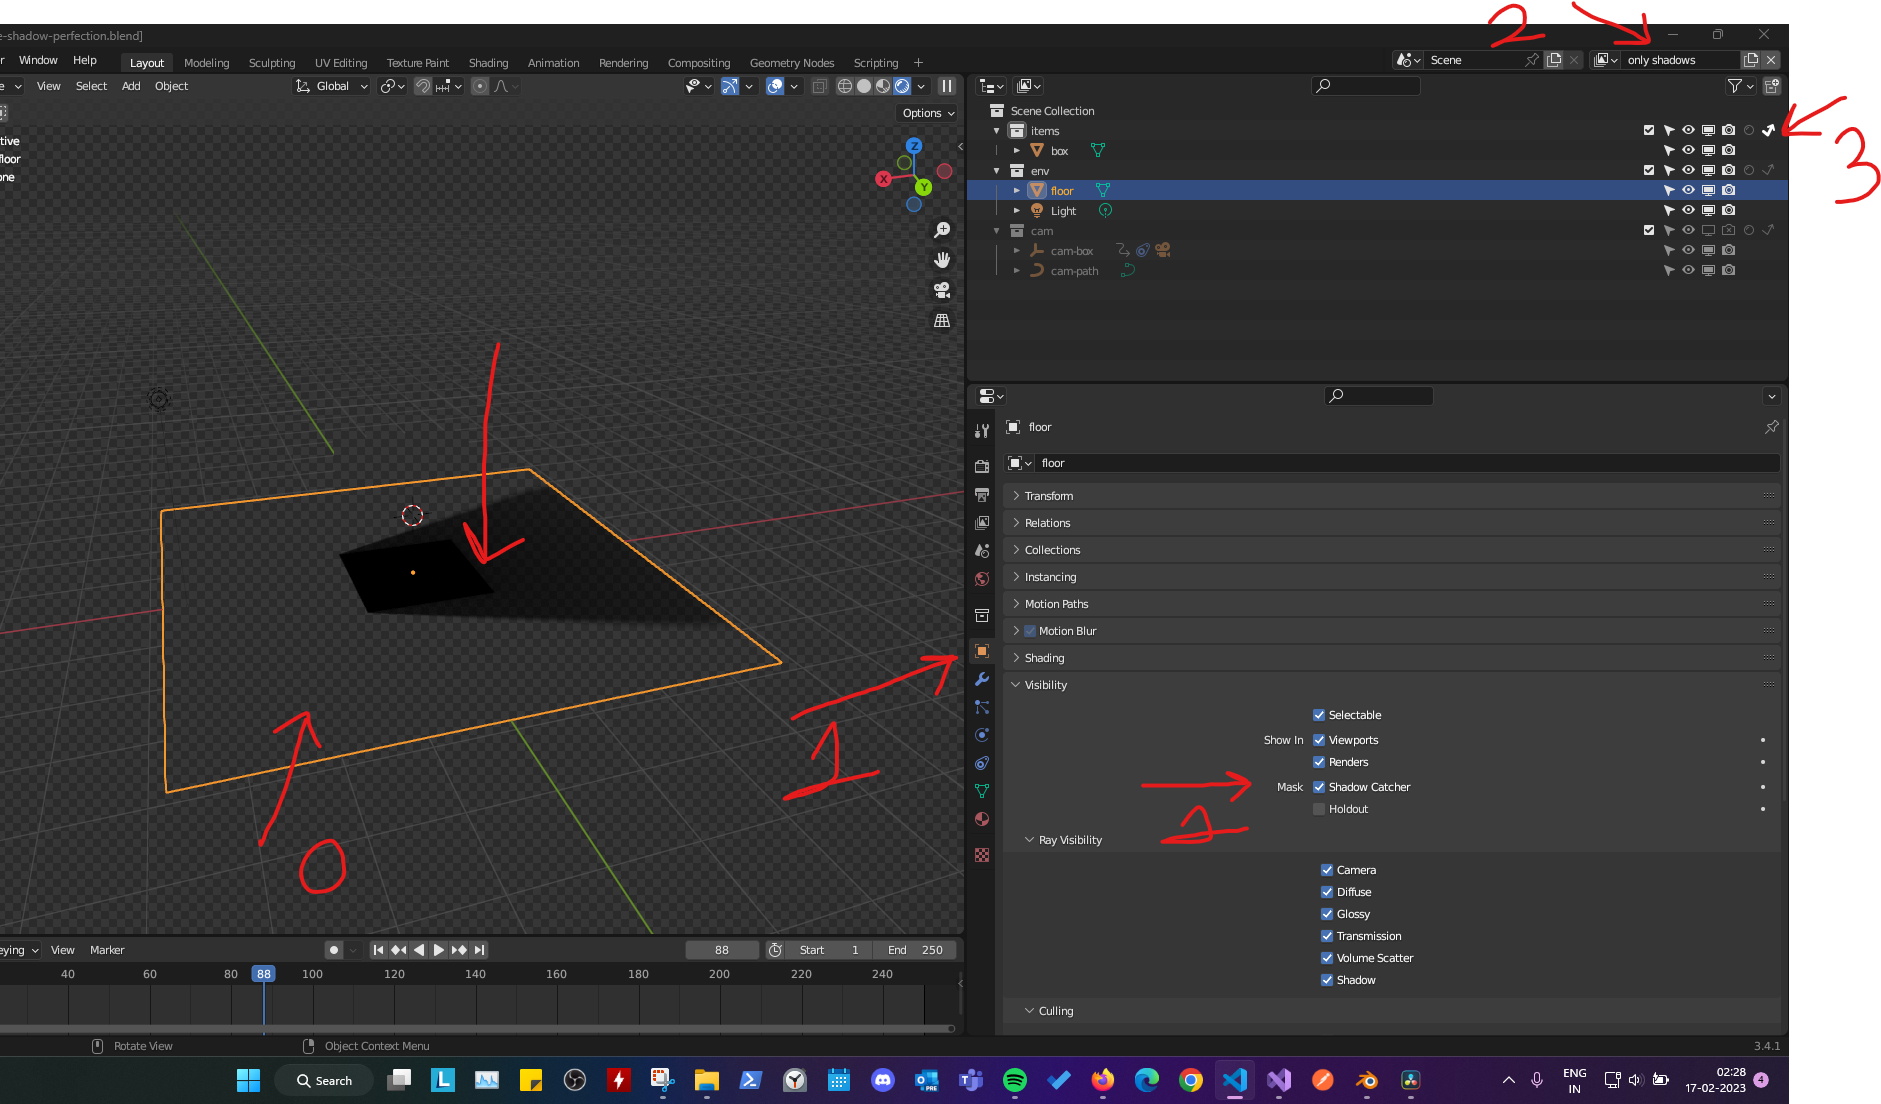 2
e-shadow-perfection.blend]
r Window Help Layout Modeling Sculpting UV Editing Texture Paint Shading Animation Rendering Compositing Geometry Nodes Scripting + Scene only shadows
e View Select Add Object Global
Options
tive
floor
one
Z
X
Y
Scene Collection
items
box
env
floor
Light
cam
cam-box
cam-path
3
floor
floor
Transform
Relations
Collections
Instancing
Motion Paths
Motion Blur
Shading
Visibility
Selectable
Show In Viewports
Renders
Mask Shadow Catcher
Holdout
Ray Visibility
Camera
Diffuse
Glossy
Transmission
Volume Scatter
Shadow
Culling
1
1
0
eying View Marker 88 Start 1 End 250
40 60 80 88 100 120 140 160 180 200 220 240
Rotate View Object Context Menu 3.4.1
Search
L
PRE
ENG
IN
02:28
17-02-2023
4